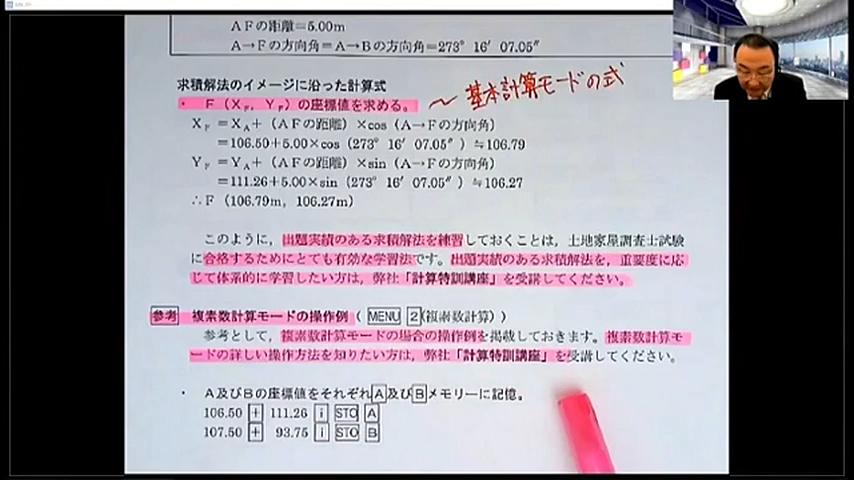 ＡＦの距離＝5.00m
Ａ→Ｆの方向角＝Ａ→Ｂの方向角＝273° 16′ 07.05″
求積解法のイメージに沿った計算式
・ Ｆ（ＸF，ＹF）の座標値を求める。
～ 基本計算モードの式
ＸF ＝ＸA＋（ＡＦの距離）×cos（Ａ→Ｆの方向角）
＝106.50＋5.00×cos（273° 16′ 07.05″）≒106.79
ＹF ＝ＹA＋（ＡＦの距離）×sin（Ａ→Ｆの方向角）
＝111.26＋5.00×sin（273° 16′ 07.05″）≒106.27
∴Ｆ（106.79m，106.27m）
このように，出題実績のある求積解法を練習しておくことは，土地家屋調査士試験
に合格するためにとても有効な学習法です。出題実績のある求積解法を，重要度に応
じて体系的に学習したい方は，弊社「計算特訓講座」を受講してください。
参考 複素数計算モードの操作例（MENU 2（複素数計算））
参考として，複素数計算モードの場合の操作例を掲載しておきます。複素数計算モ
ードの詳しい操作方法を知りたい方は，弊社「計算特訓講座」を受講してください。
・ Ａ及びＢの座標値をそれぞれA及びBメモリーに記憶。
106.50 ＋ 111.26 i STO A
107.50 ＋ 93.75 i STO B